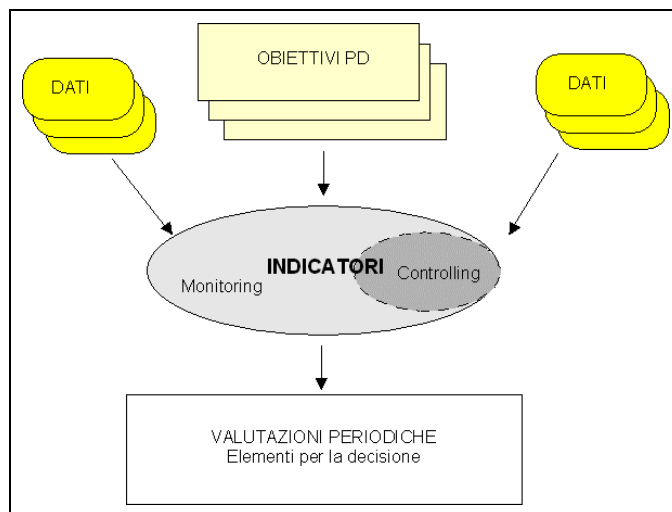 DATI
OBIETTIVI PD
DATI
INDICATORI
Controlling
Monitoring
VALUTAZIONI PERIODICHE
Elementi per la decisione